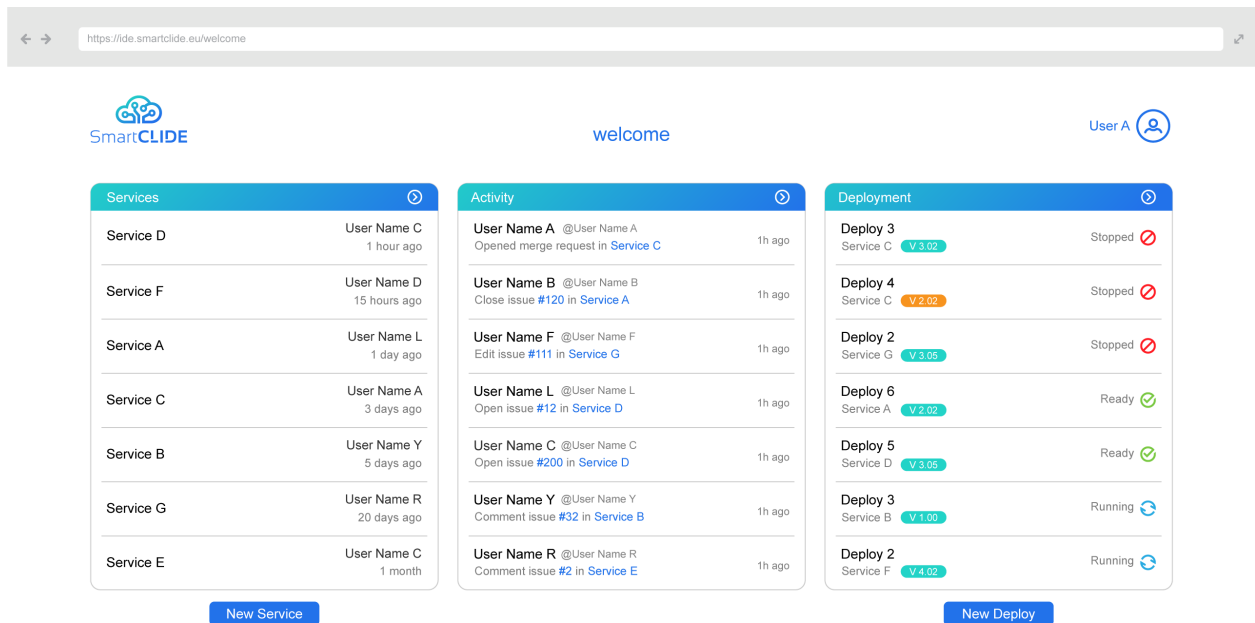 https://ide.smartclide.eu/welcome
SmartCLIDE
welcome
User A
Services
Service D
User Name C
1 hour ago
Service F
User Name D
15 hours ago
Service A
User Name L
1 day ago
Service C
User Name A
3 days ago
Service B
User Name Y
5 days ago
Service G
User Name R
20 days ago
Service E
User Name C
1 month
New Service
Activity
User Name A @User Name A
Opened merge request in Service C
1h ago
User Name B @User Name B
Close issue #120 in Service A
1h ago
User Name F @User Name F
Edit issue #111 in Service G
1h ago
User Name L @User Name L
Open issue #12 in Service D
1h ago
User Name C @User Name C
Open issue #200 in Service D
1h ago
User Name Y @User Name Y
Comment issue #32 in Service B
1h ago
User Name R @User Name R
Comment issue #2 in Service E
1h ago
Deployment
Deploy 3
Service C V 3.02
Stopped
Deploy 4
Service C V 2.02
Stopped
Deploy 2
Service G V 3.05
Stopped
Deploy 6
Service A V 2.02
Ready
Deploy 5
Service D V 3.05
Ready
Deploy 3
Service B V 1.00
Running
Deploy 2
Service F V 4.02
Running
New Deploy